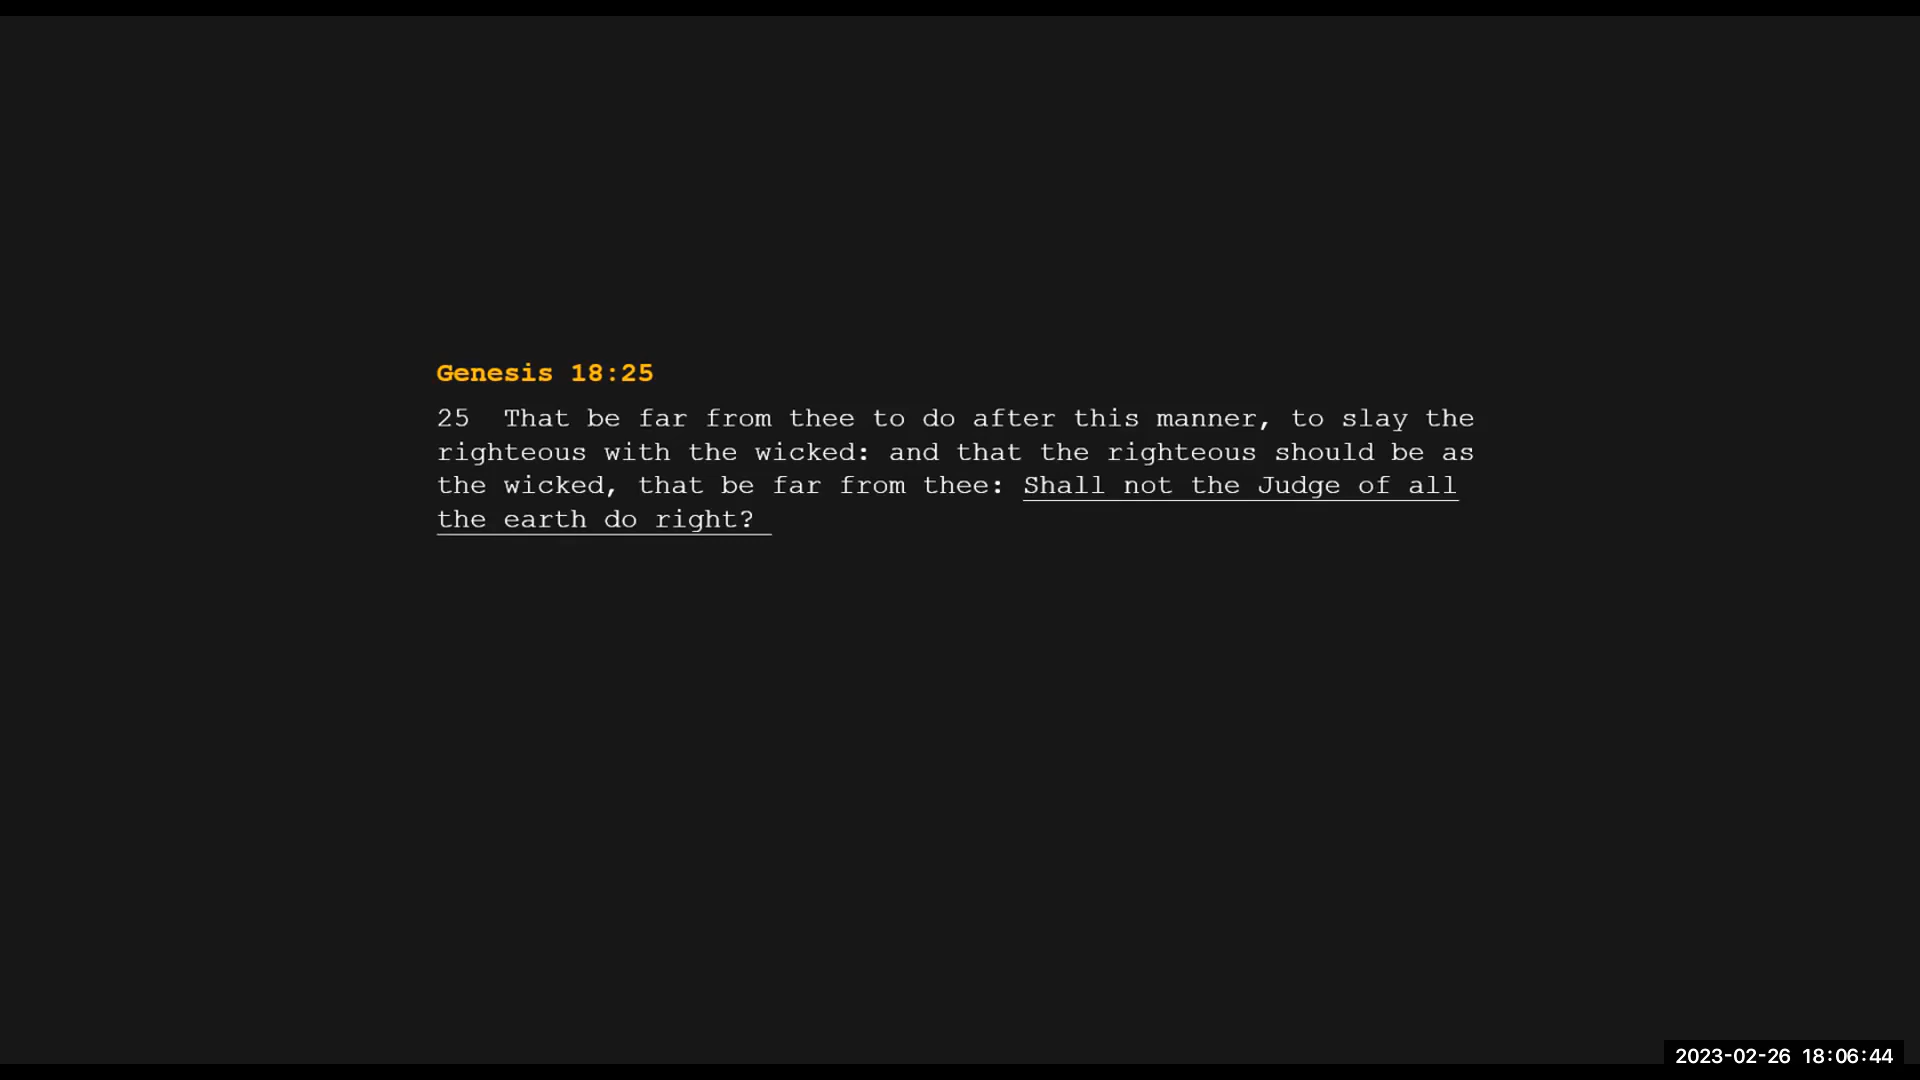 Genesis 18:25
25  That be far from thee to do after this manner, to slay the
righteous with the wicked: and that the righteous should be as
the wicked, that be far from thee: Shall not the Judge of all
the earth do right?
2023-02-26 18:06:44